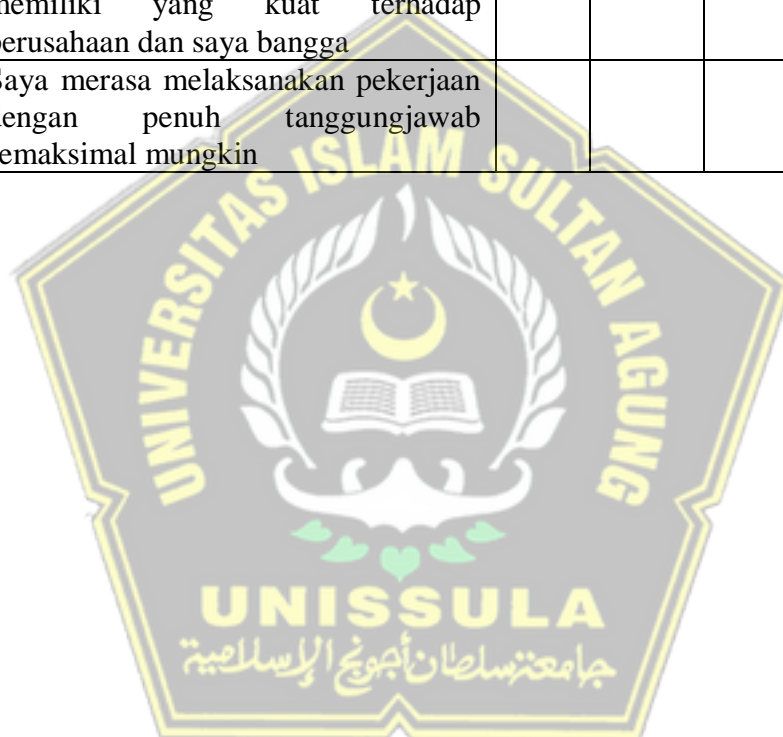 memiliki yang kuat terhadap
perusahaan dan saya bangga
Saya merasa melaksanakan pekerjaan
dengan penuh tanggungjawab
semaksimal mungkin
UNIVERSITAS ISLAM SULTAN AGUNG
UNISSULA
جامعة سلطان أجونج الإسلامية